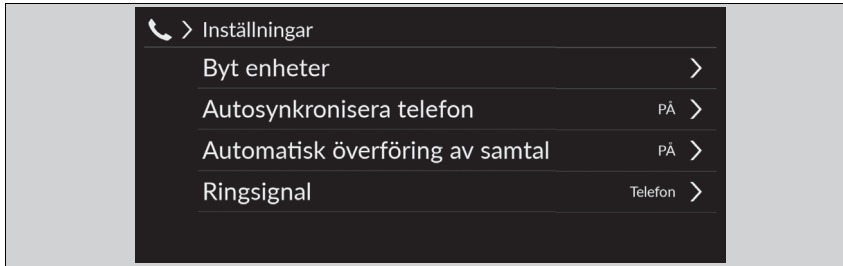 Inställningar
Byt enheter
Autosynkronisera telefon PÅ
Automatisk överföring av samtal PÅ
Ringsignal Telefon